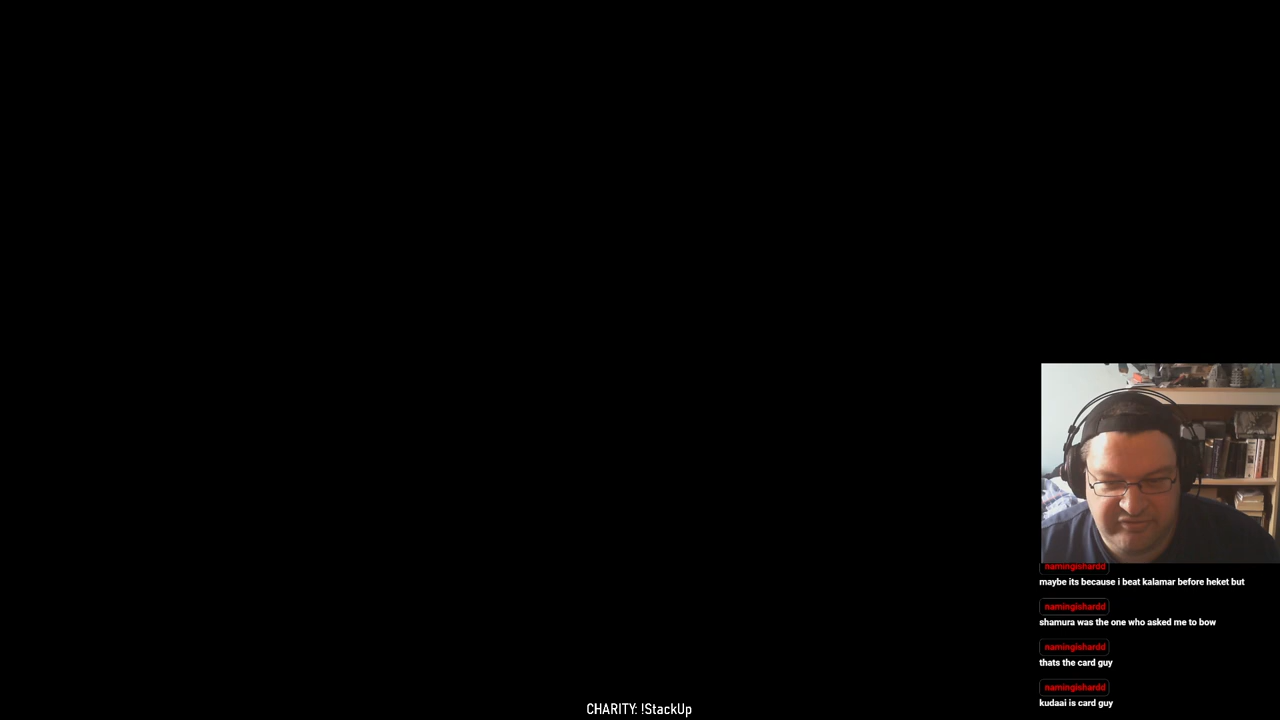 namingishardd
maybe its because i beat kalamar before heket but
namingishardd
shamura was the one who asked me to bow
namingishardd
thats the card guy
namingishardd
kudaai is card guy
CHARITY: !StackUp